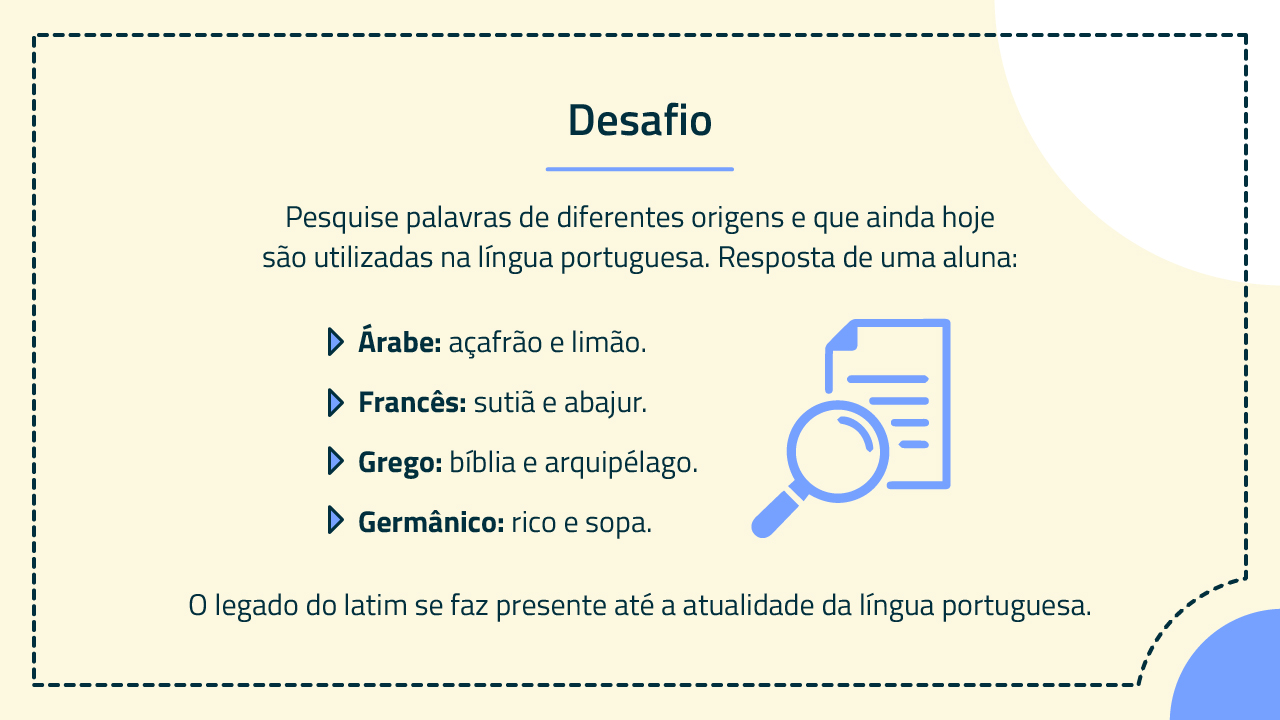 Desafio
Pesquise palavras de diferentes origens e que ainda hoje
são utilizadas na língua portuguesa. Resposta de uma aluna:
Árabe: açafrão e limão.
Francês: sutiã e abajur.
Grego: bíblia e arquipélago.
Germânico: rico e sopa.
O legado do latim se faz presente até a atualidade da língua portuguesa.